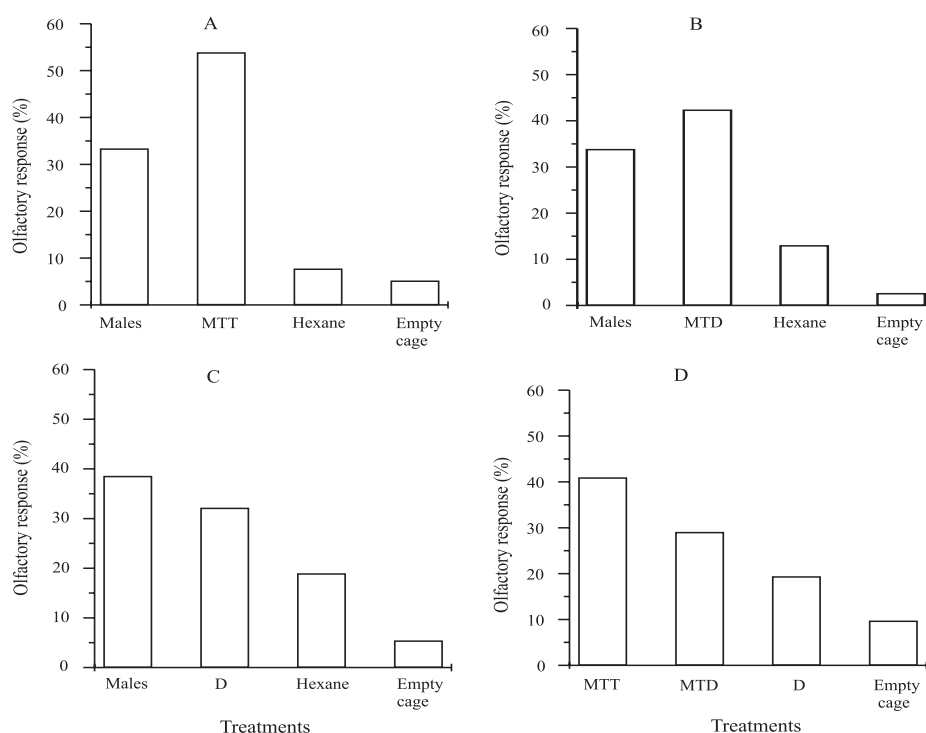 A
Olfactory response (%)
60
50
40
30
20
10
0
Males MTT Hexane Empty
cage
B
Olfactory response (%)
60
50
40
30
20
10
0
Males MTD Hexane Empty
cage
C
Olfactory response (%)
60
50
40
30
20
10
0
Males D Hexane Empty
cage
Treatments
D
Olfactory response (%)
60
50
40
30
20
10
0
MTT MTD D Empty
cage
Treatments